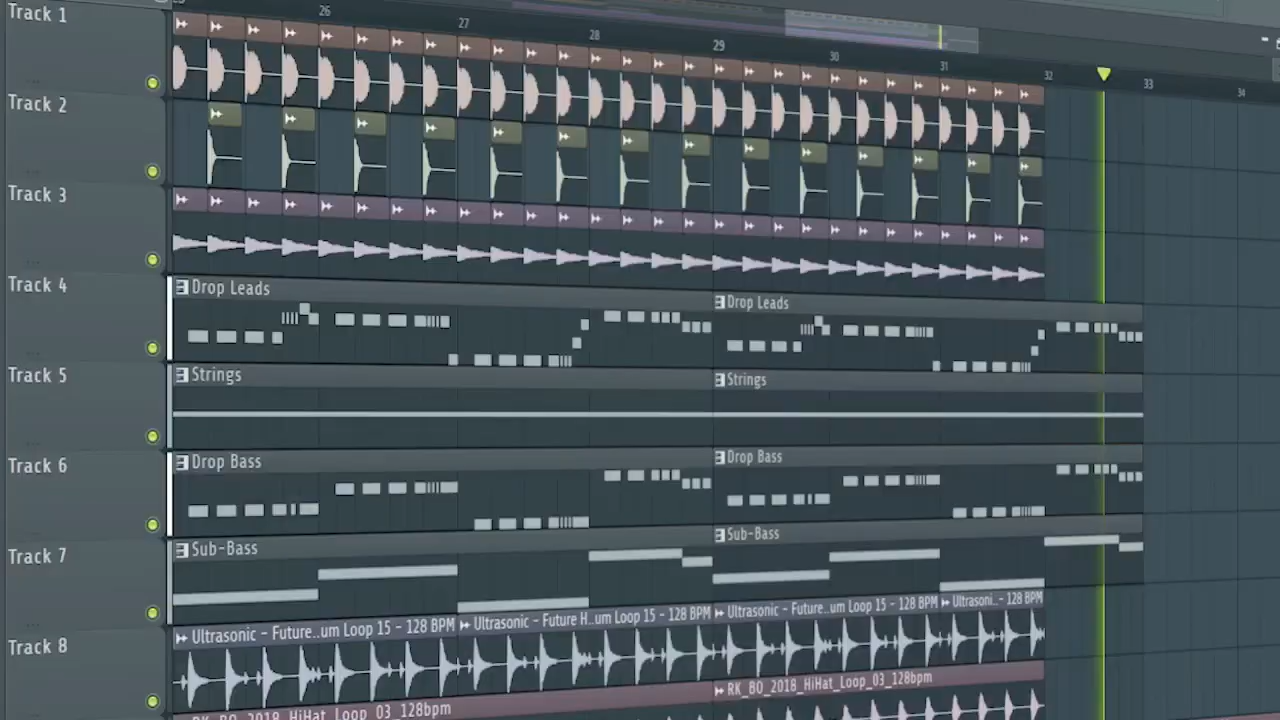 Track 1
26
27
28
29
30
31
32
33
34
Track 2
Track 3
Track 4
Drop Leads
Drop Leads
Track 5
Strings
Strings
Track 6
Drop Bass
Drop Bass
Track 7
Sub-Bass
Sub-Bass
Track 8
Ultrasonic - Future..um Loop 15 - 128 BPM
Ultrasonic - Future H..um Loop 15 - 128 BPM
Ultrasonic - Future..um Loop 15 - 128 BPM
Ultrasoni.. - 128 BPM
RK_BO_2018_HiHat_Loop_03_128bpm
RK_BO_2018_HiHat_Loop_03_128bpm